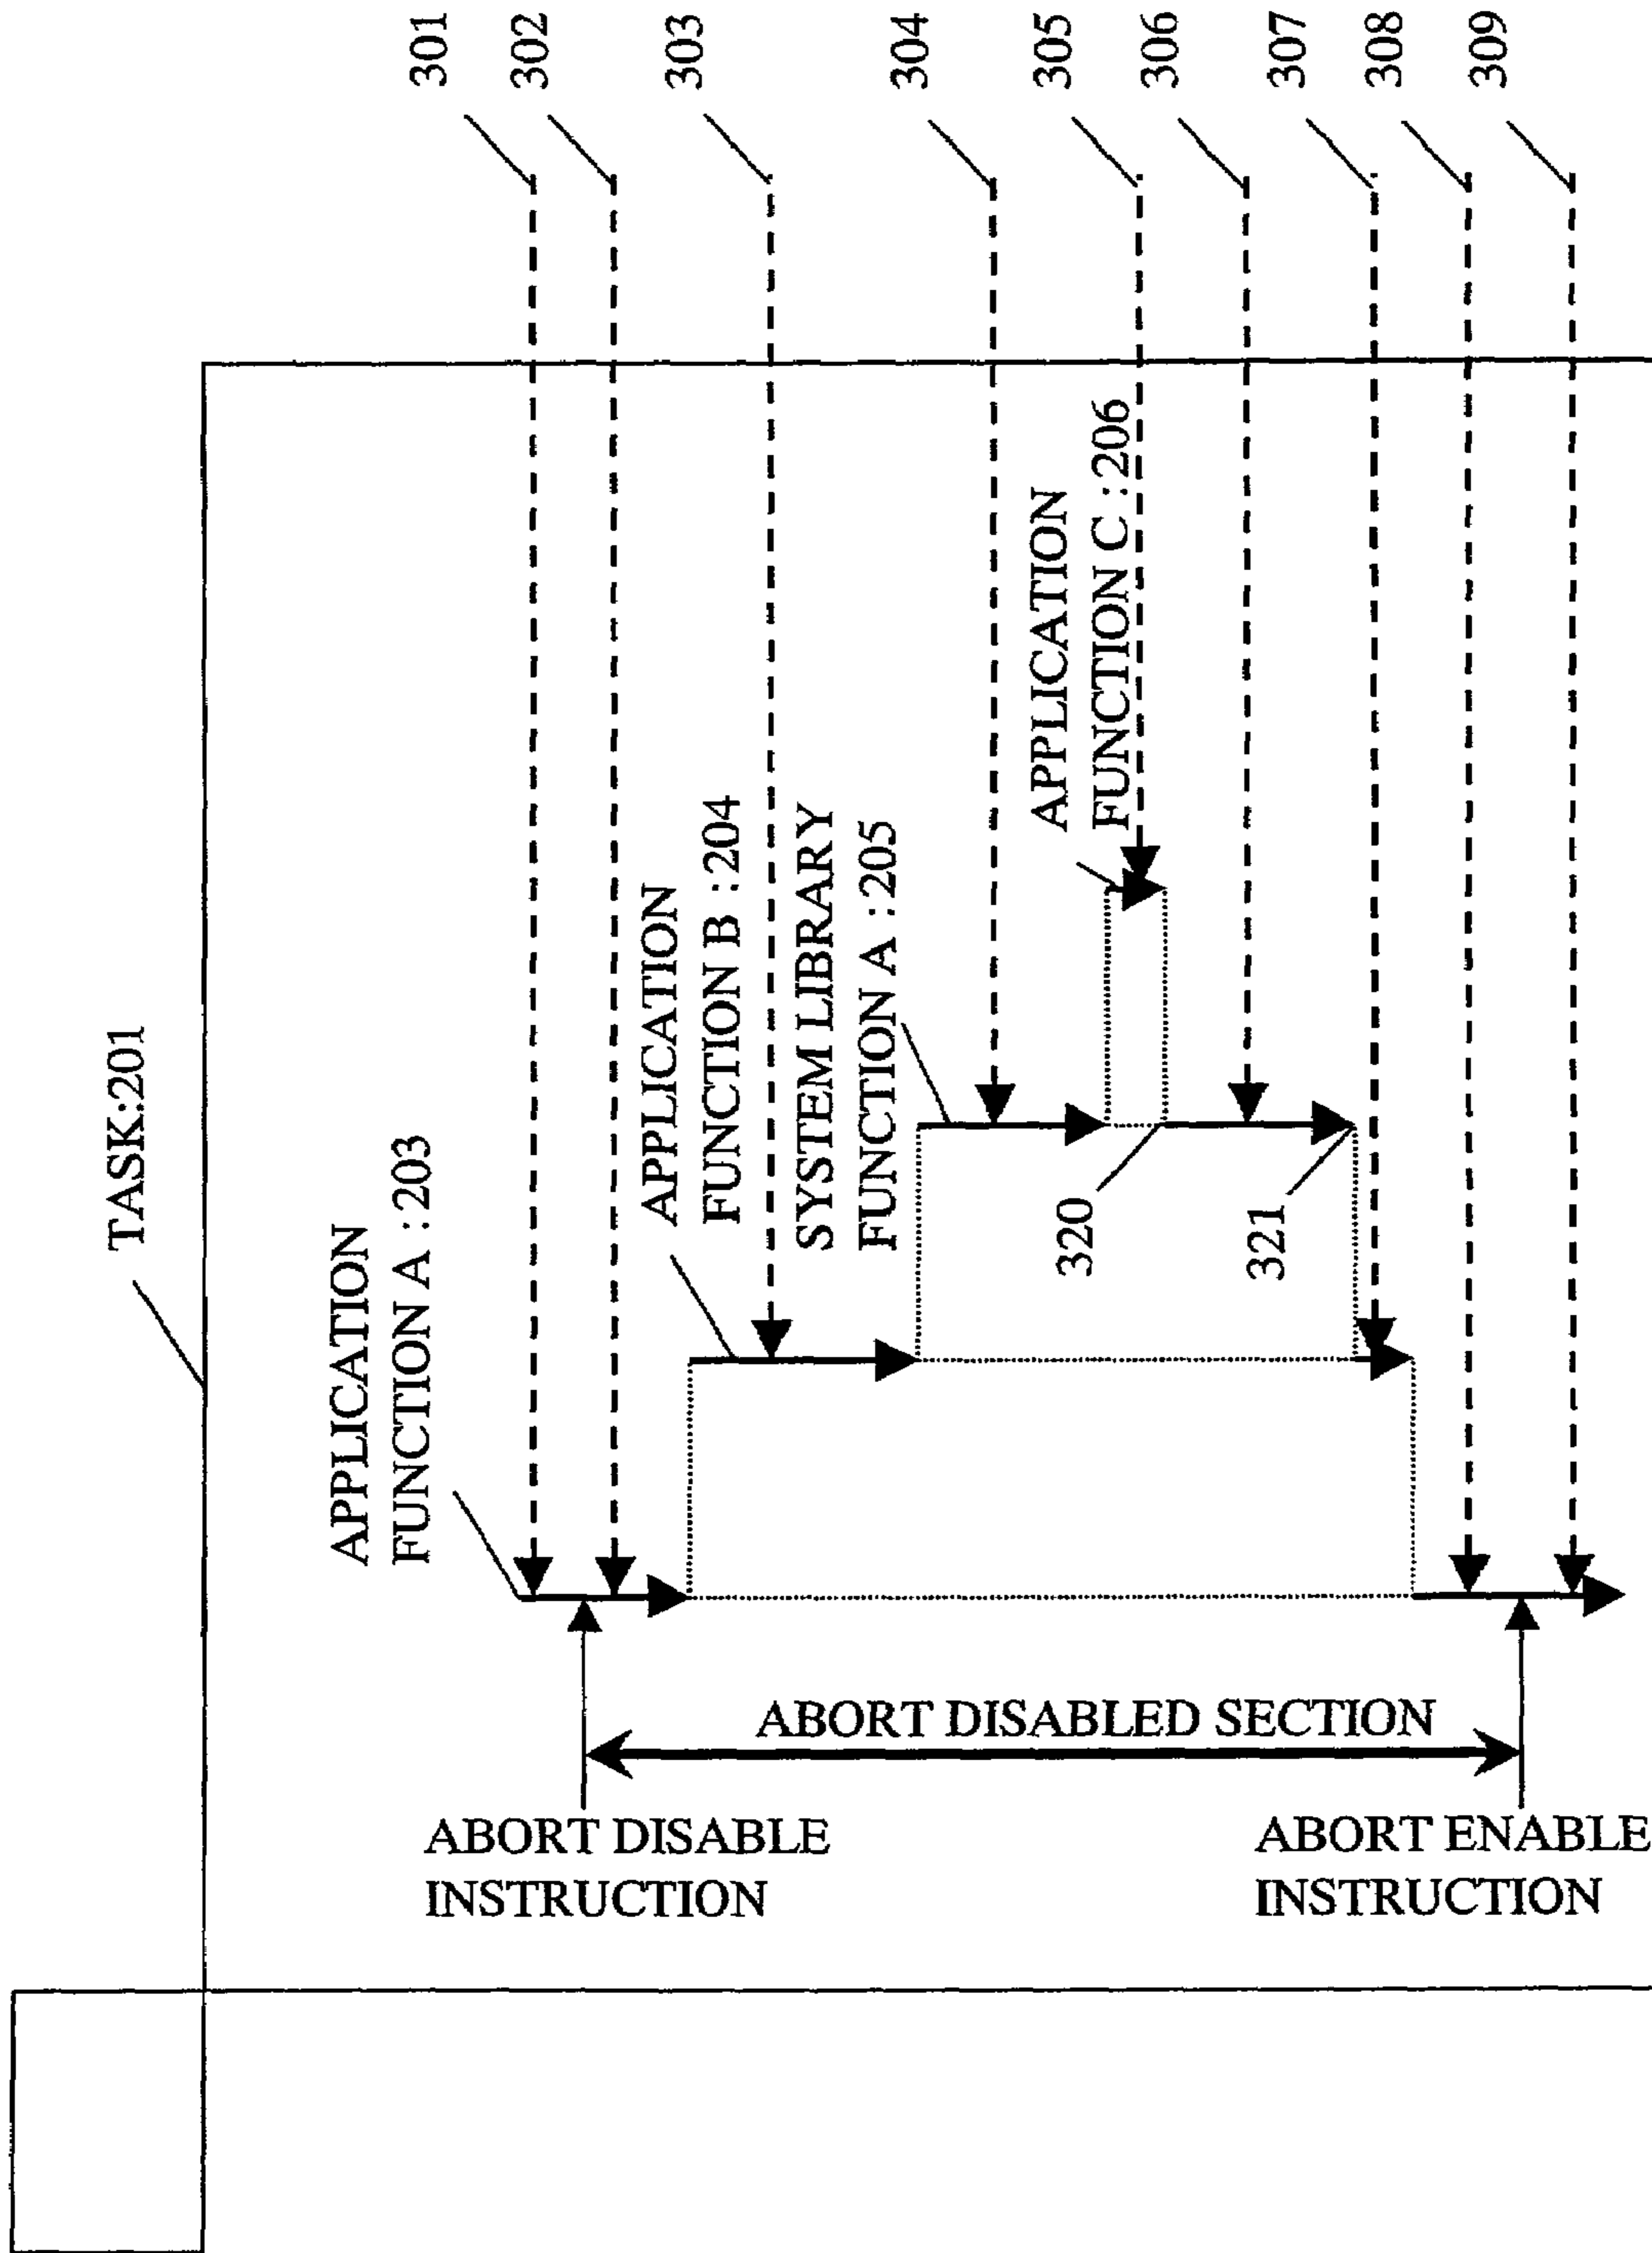 TASK:201
APPLICATION
FUNCTION A : 203
APPLICATION
FUNCTION B : 204
SYSTEM LIBRARY
FUNCTION A : 205
APPLICATION
FUNCTION C : 206
301
302
303
304
305
306
307
308
309
320
321
ABORT DISABLED SECTION
ABORT DISABLE
INSTRUCTION
ABORT ENABLE
INSTRUCTION